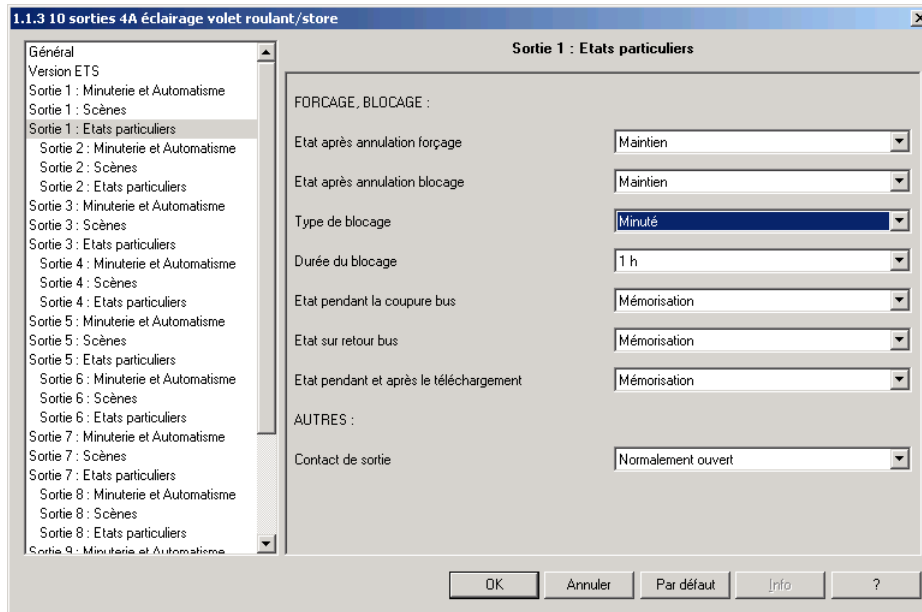 1.1.3 10 sorties 4A éclairage volet roulant/store
Général
Version ETS
Sortie 1 : Minuterie et Automatisme
Sortie 1 : Scènes
Sortie 1 : Etats particuliers
Sortie 2 : Minuterie et Automatisme
Sortie 2 : Scènes
Sortie 2 : Etats particuliers
Sortie 3 : Minuterie et Automatisme
Sortie 3 : Scènes
Sortie 3 : Etats particuliers
Sortie 4 : Minuterie et Automatisme
Sortie 4 : Scènes
Sortie 4 : Etats particuliers
Sortie 5 : Minuterie et Automatisme
Sortie 5 : Scènes
Sortie 5 : Etats particuliers
Sortie 6 : Minuterie et Automatisme
Sortie 6 : Scènes
Sortie 6 : Etats particuliers
Sortie 7 : Minuterie et Automatisme
Sortie 7 : Scènes
Sortie 7 : Etats particuliers
Sortie 8 : Minuterie et Automatisme
Sortie 8 : Scènes
Sortie 8 : Etats particuliers
Sortie 9 : Minuterie et Automatisme
Sortie 1 : Etats particuliers
FORCAGE, BLOCAGE :
Etat après annulation forçage Maintien
Etat après annulation blocage Maintien
Type de blocage Minuté
Durée du blocage 1 h
Etat pendant la coupure bus Mémorisation
Etat sur retour bus Mémorisation
Etat pendant et après le téléchargement Mémorisation
AUTRES :
Contact de sortie Normalement ouvert
OK Annuler Par défaut Info ?